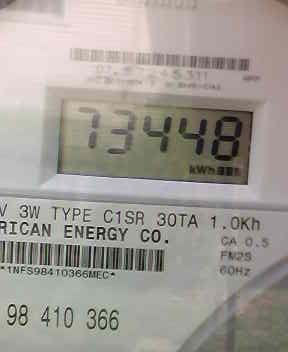 73448
kWh
V 3W TYPE C1SR 30TA 1.0Kh
RICAN ENERGY CO.
CA 0.5
FM2S
60Hz
*1NFS98410366MEC*
98 410 366